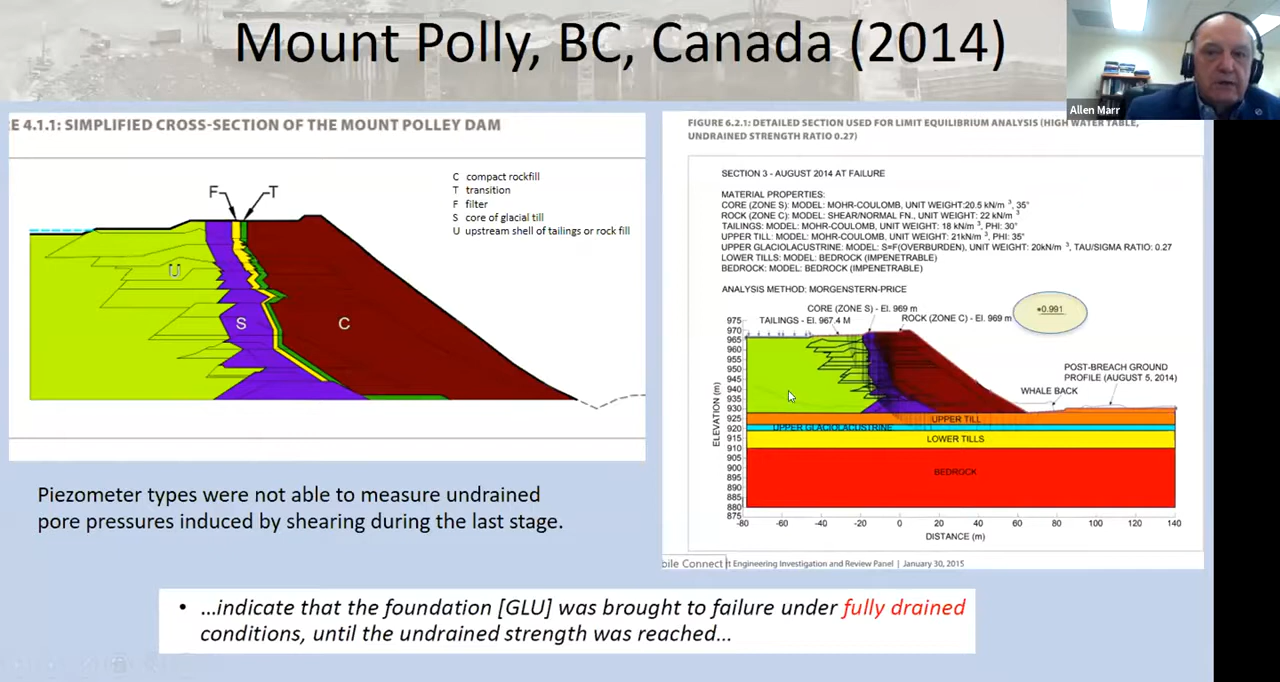 Mount Polly, BC, Canada (2014)
Allen Marr
E 4.1.1: SIMPLIFIED CROSS-SECTION OF THE MOUNT POLLEY DAM
F
T
C compact rockfill
T transition
F filter
S core of glacial till
U upstream shell of tailings or rock fill
U
S
C
Piezometer types were not able to measure undrained
pore pressures induced by shearing during the last stage.
FIGURE 6.2.1: DETAILED SECTION USED FOR LIMIT EQUILIBRIUM ANALYSIS (HIGH WATER TABLE,
UNDRAINED STRENGTH RATIO 0.27)
SECTION 3 - AUGUST 2014 AT FAILURE
MATERIAL PROPERTIES:
CORE (ZONE S): MODEL: MOHR-COULOMB, UNIT WEIGHT:20.5 kN/m 3, 35°
ROCK (ZONE C): MODEL: SHEAR/NORMAL FN., UNIT WEIGHT: 22 kN/m 3
TAILINGS: MODEL: MOHR-COULOMB, UNIT WEIGHT: 18 kN/m 3, PHI: 30°
UPPER TILL: MODEL: MOHR-COULOMB, UNIT WEIGHT: 21kN/m 3, PHI: 35°
UPPER GLACIOLACUSTRINE: MODEL: S=F(OVERBURDEN), UNIT WEIGHT: 20kN/m 3, TAU/SIGMA RATIO: 0.27
LOWER TILLS: MODEL: BEDROCK (IMPENETRABLE)
BEDROCK: MODEL: BEDROCK (IMPENETRABLE)
ANALYSIS METHOD: MORGENSTERN-PRICE
CORE (ZONE S) - El. 969 m
TAILINGS - El. 967.4 M
ROCK (ZONE C) - El. 969 m
0.991
POST-BREACH GROUND
PROFILE (AUGUST 5, 2014)
WHALE BACK
ELEVATION (m)
975
970
965
960
955
950
945
940
935
930
925
920
915
910
905
900
895
890
885
880
875
UPPER TILL
UPPER GLACIOLACUSTRINE
LOWER TILLS
BEDROCK
-80 -60 -40 -20 0 20 40 60 80 100 120 140
DISTANCE (m)
bile Connect
rt Engineering Investigation and Review Panel | January 30, 2015
• ...indicate that the foundation [GLU] was brought to failure under fully drained
conditions, until the undrained strength was reached...